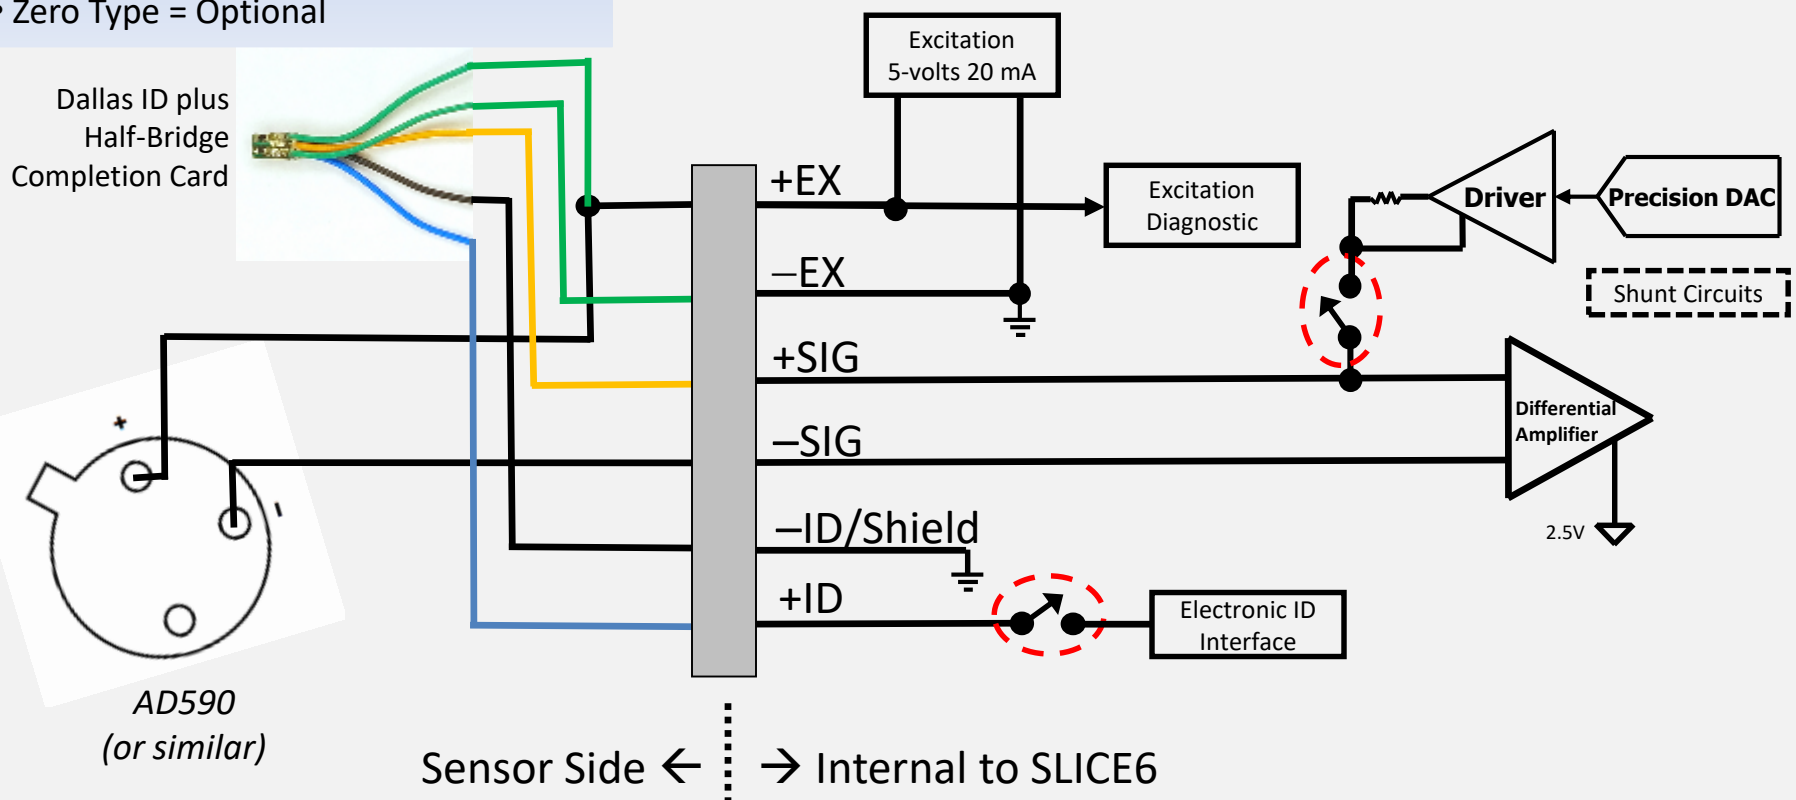 • Zero Type = Optional
Dallas ID plus
Half-Bridge
Completion Card
Excitation
5-volts 20 mA
+EX
Excitation
Diagnostic
Driver
Precision DAC
–EX
Shunt Circuits
+SIG
Differential
Amplifier
–SIG
2.5V
–ID/Shield
+ID
Electronic ID
Interface
+
-
AD590
(or similar)
Sensor Side ← → Internal to SLICE6